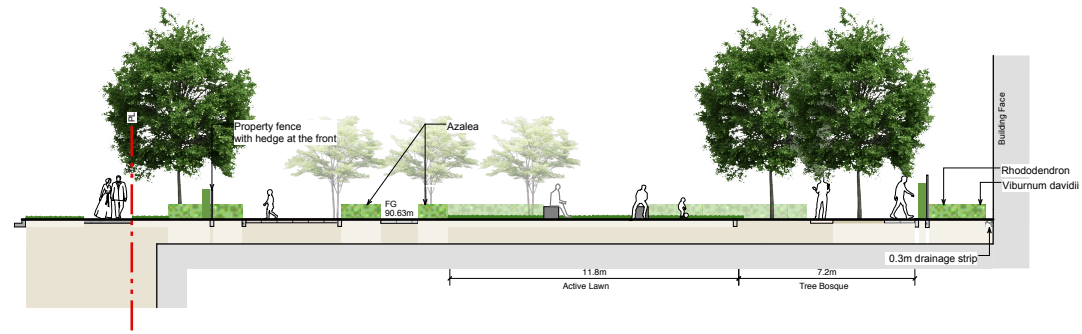 PL
Property fence
with hedge at the front
Azalea
FG
90.63m
Building Face
Rhododendron
Viburnum davidii
0.3m drainage strip
11.8m
7.2m
Active Lawn
Tree Bosque